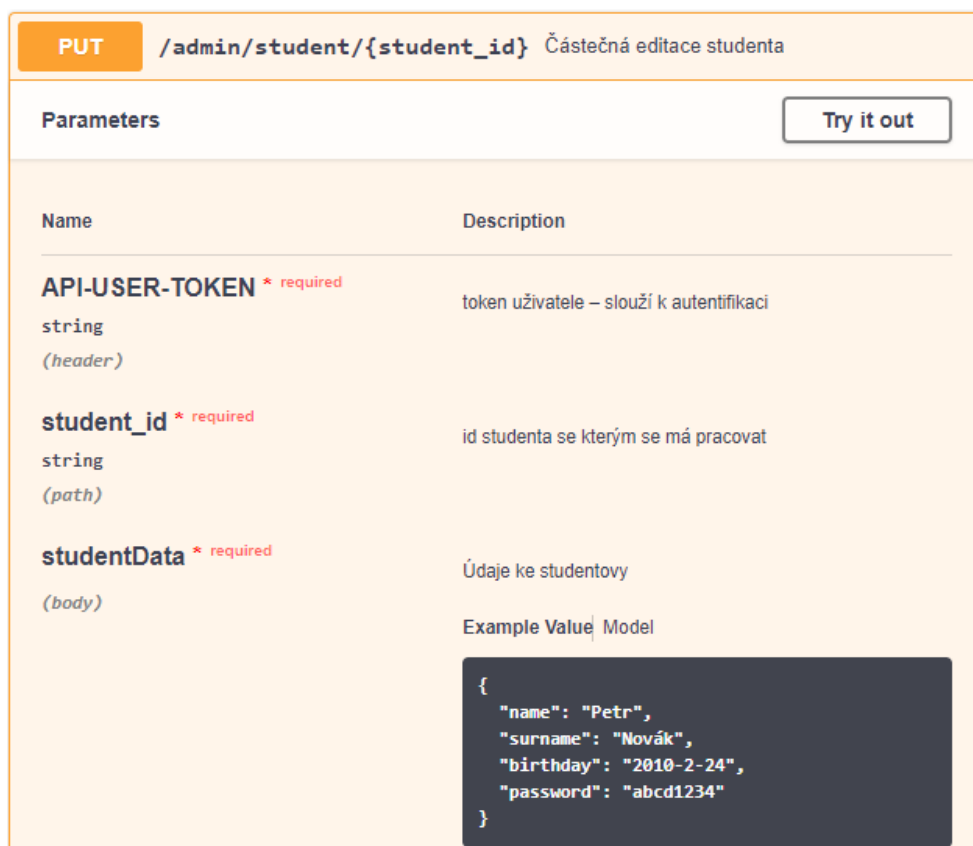 PUT /admin/student/{student_id} Částečná editace studenta
Parameters Try it out
Name Description
API-USER-TOKEN * required
token uživatele – slouží k autentifikaci
string
(header)
student_id * required
id studenta se kterým se má pracovat
string
(path)
studentData * required
Údaje ke studentovy
(body)
Example Value Model
{
"name": "Petr",
"surname": "Novák",
"birthday": "2010-2-24",
"password": "abcd1234"
}